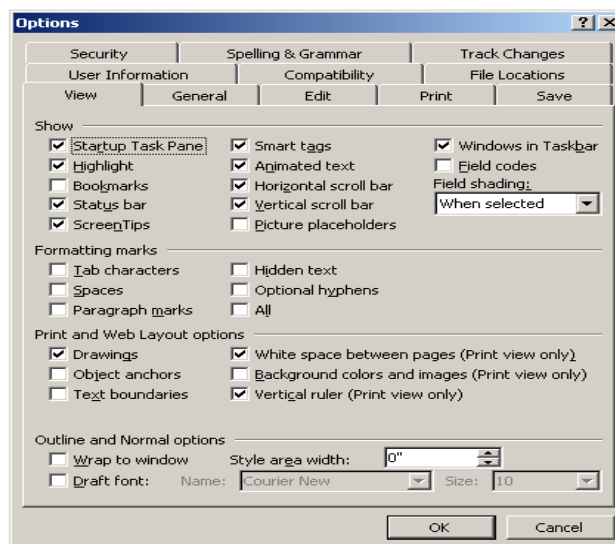 Options
Security Spelling & Grammar Track Changes
User Information Compatibility File Locations
View General Edit Print Save
Show
Startup Task Pane Smart tags Windows in Taskbar
Highlight Animated text Field codes
Bookmarks Horizontal scroll bar Field shading:
Status bar Vertical scroll bar When selected
ScreenTips Picture placeholders
Formatting marks
Tab characters Hidden text
Spaces Optional hyphens
Paragraph marks All
Print and Web Layout options
Drawings White space between pages (Print view only)
Object anchors Background colors and images (Print view only)
Text boundaries Vertical ruler (Print view only)
Outline and Normal options
Wrap to window Style area width: 0"
Draft font: Name: Courier New Size: 10
OK Cancel